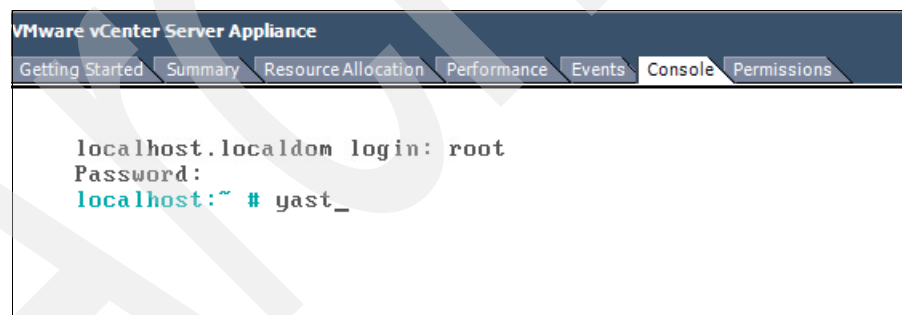 VMware vCenter Server Appliance
Getting Started Summary Resource Allocation Performance Events Console Permissions
localhost.localdom login: root
Password:
localhost:~ # yast_